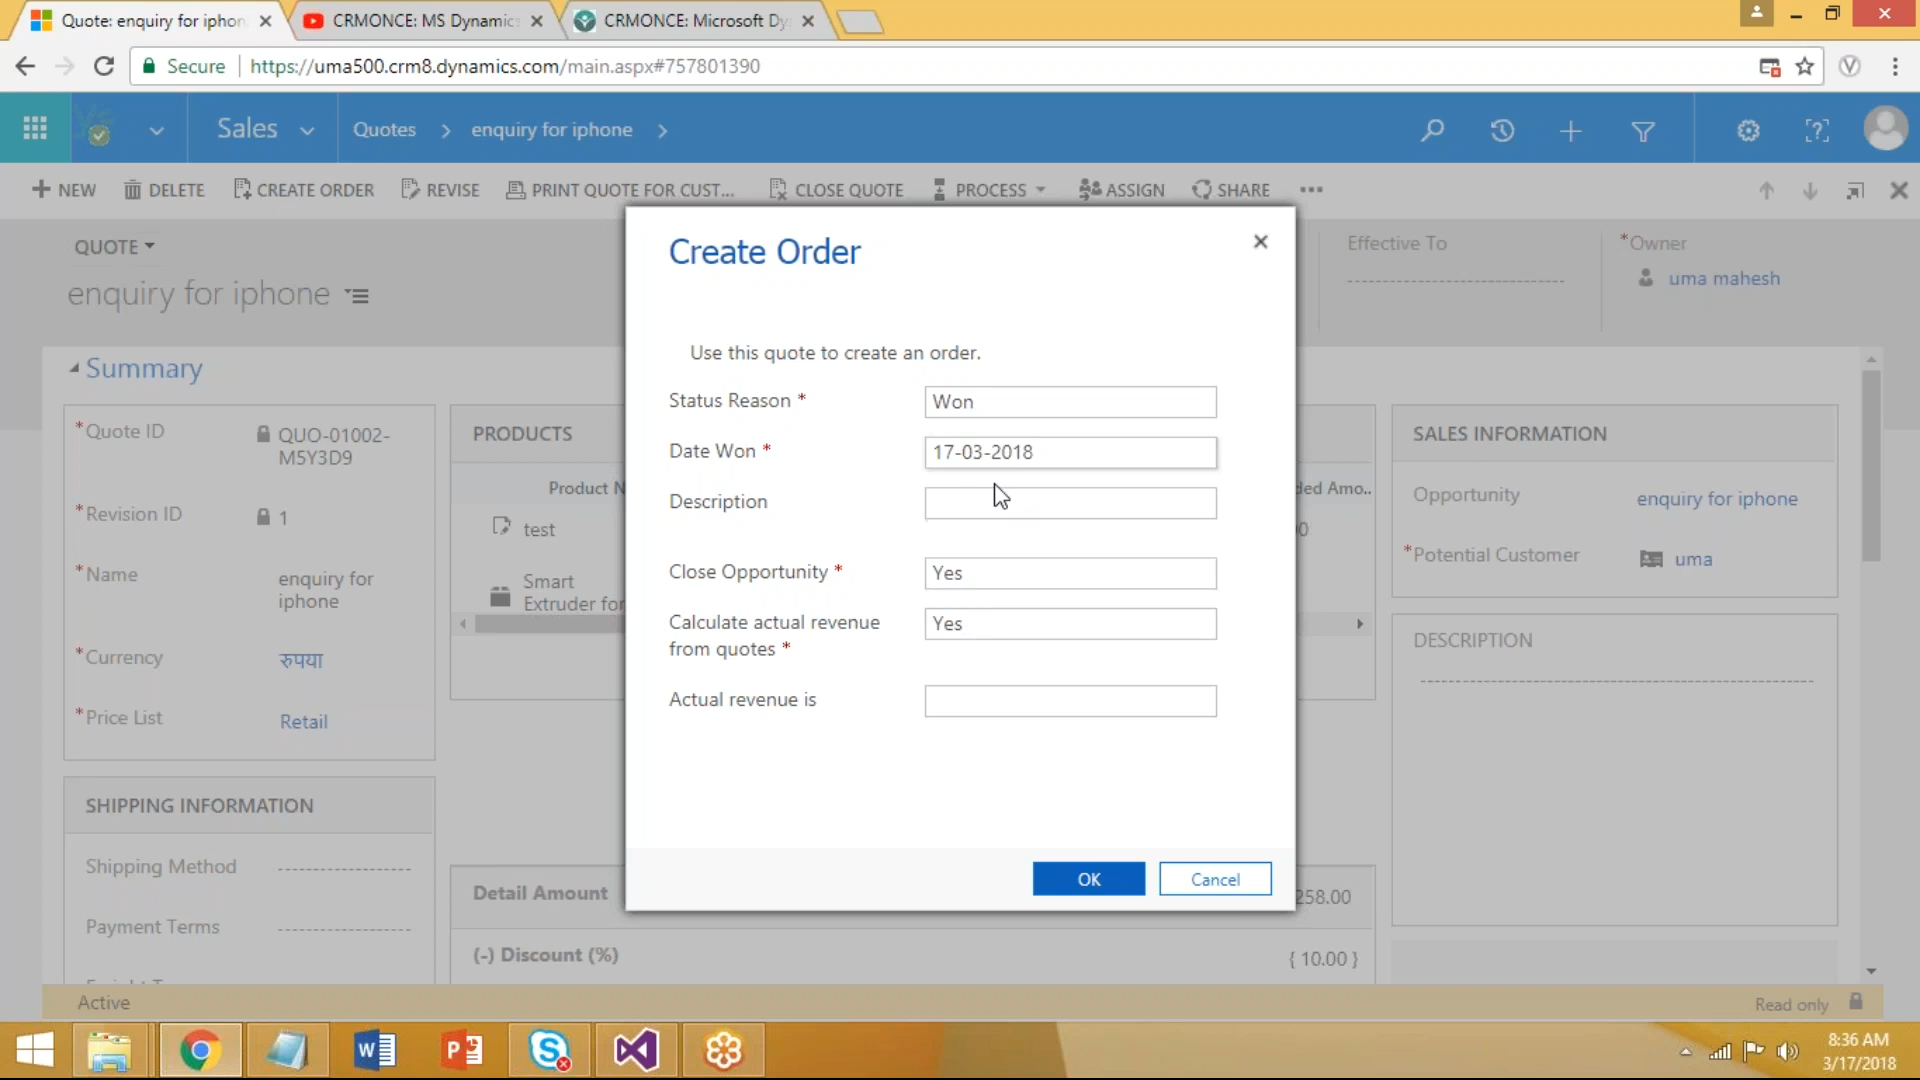 Quote: enquiry for iphon
CRMONCE: MS Dynamic
CRMONCE: Microsoft Dy
Secure
https://uma500.crm8.dynamics.com/main.aspx#757801390
Sales
Quotes
enquiry for iphone
NEW
DELETE
CREATE ORDER
REVISE
PRINT QUOTE FOR CUST...
CLOSE QUOTE
PROCESS
ASSIGN
SHARE
QUOTE
enquiry for iphone
Effective To
*Owner
uma mahesh
Summary
*Quote ID
QUO-01002-
M5Y3D9
*Revision ID
1
*Name
enquiry for
iphone
*Currency
रुपया
*Price List
Retail
SHIPPING INFORMATION
Shipping Method
Payment Terms
PRODUCTS
Product N
test
Smart
Extruder for
Create Order
Use this quote to create an order.
Status Reason *
Won
Date Won *
17-03-2018
Description
Close Opportunity *
Yes
Calculate actual revenue
from quotes *
Yes
Actual revenue is
OK
Cancel
ded Amo..
Detail Amount
258.00
(-) Discount (%)
{ 10.00 }
SALES INFORMATION
Opportunity
enquiry for iphone
*Potential Customer
uma
DESCRIPTION
Active
Read only
8:36 AM
3/17/2018